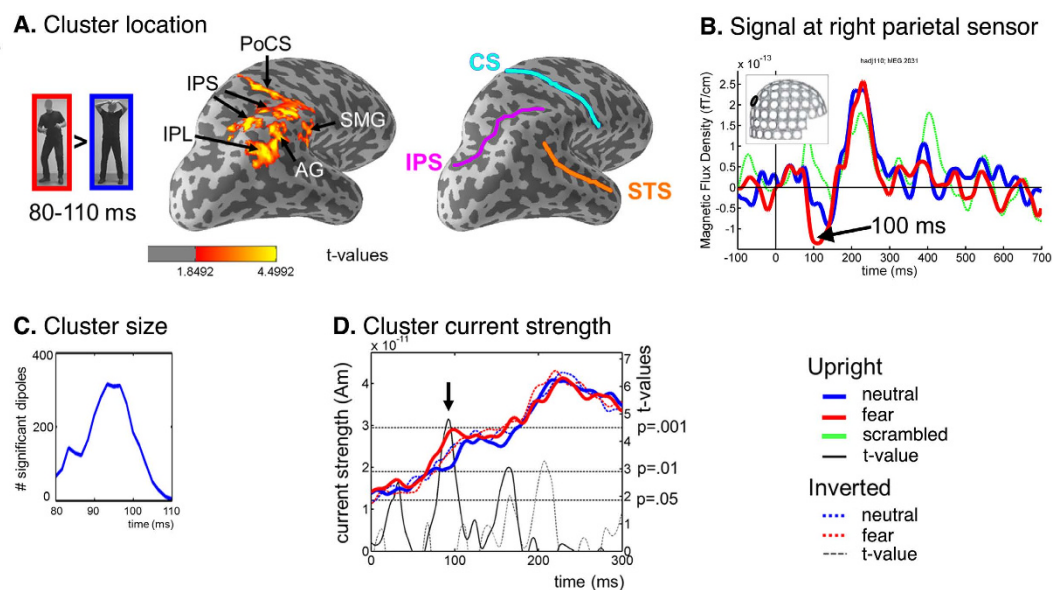 A. Cluster location
PoCS
IPS
IPL
SMG
AG
>
80-110 ms
1.8492
4.4992
t-values
CS
IPS
STS
B. Signal at right parietal sensor
x 10^-13
hadj110; MEG 2031
Magnetic Flux Density (fT/cm)
2.5
2
1.5
1
0.5
0
-0.5
-1
100 ms
-100 0 100 200 300 400 500 600 700
time (ms)
C. Cluster size
# significant dipoles
400
200
0
80 90 100 110
time (ms)
D. Cluster current strength
x 10^-11
current strength (Am)
4
3
2
1
0
0 100 200 300
time (ms)
t-values
7
6
5
4
3
2
1
0
p=.001
p=.01
p=.05
Upright
neutral
fear
scrambled
t-value
Inverted
neutral
fear
t-value